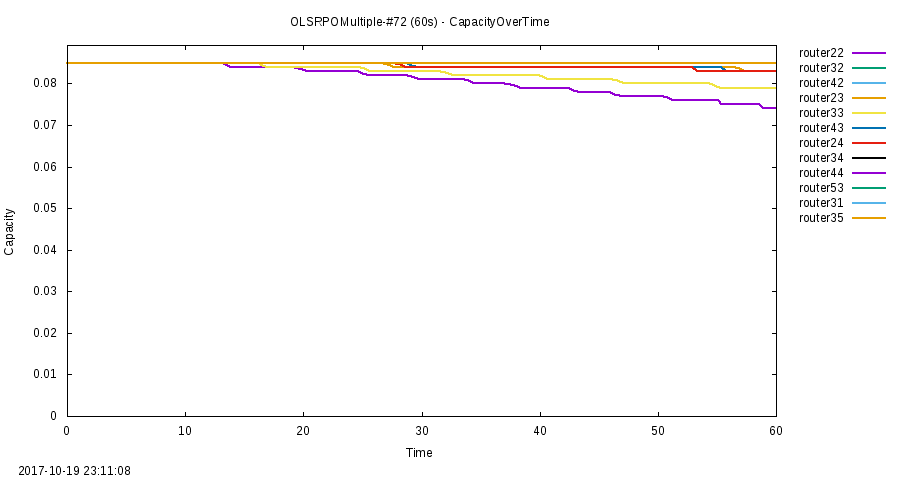 OLSRPOMultiple-#72 (60s) - CapacityOverTime
router22
router32
router42
router23
router33
router43
router24
router34
router44
router53
router31
router35
0.08
0.07
0.06
0.05
0.04
0.03
0.02
0.01
0
Capacity
0 10 20 30 40 50 60
Time
2017-10-19 23:11:08